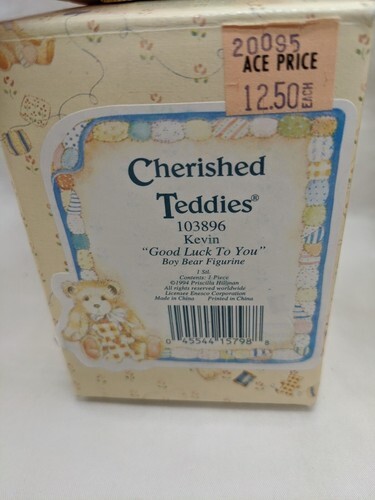 20095
ACE PRICE
12.50 EACH
Cherished
Teddies®
103896
Kevin
"Good Luck To You"
Boy Bear Figurine
1 Stl.
Contents: 1 Piece
©1994 Priscilla Hillman
All rights reserved worldwide
Licensee Enesco Corporation
Made in China Printed in China
0 45544 15798 8